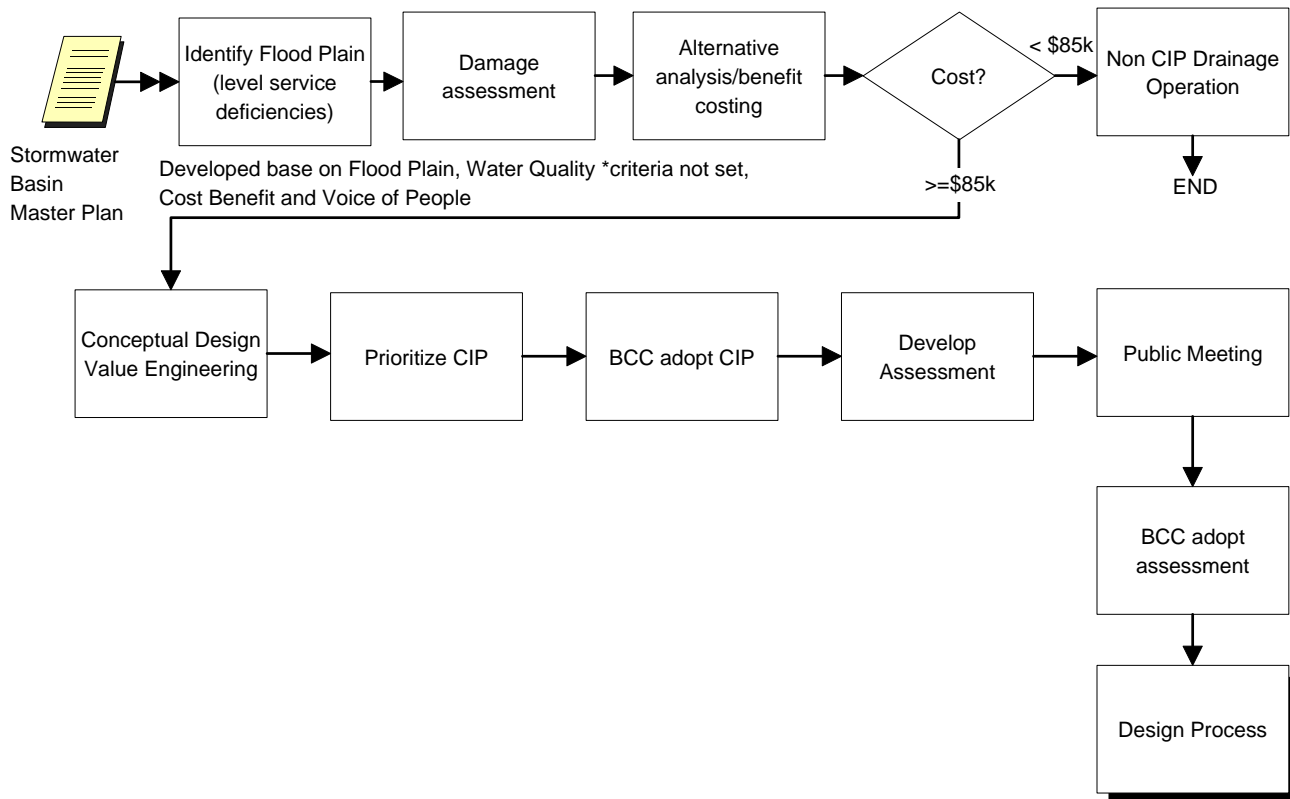 Stormwater
Basin
Master Plan
Identify Flood Plain
(level service
deficiencies)
Damage
assessment
Alternative
analysis/benefit
costing
Cost?
< $85k
Non CIP Drainage
Operation
END
Developed base on Flood Plain, Water Quality *criteria not set,
Cost Benefit and Voice of People
>=$85k
Conceptual Design
Value Engineering
Prioritize CIP
BCC adopt CIP
Develop
Assessment
Public Meeting
BCC adopt
assessment
Design Process